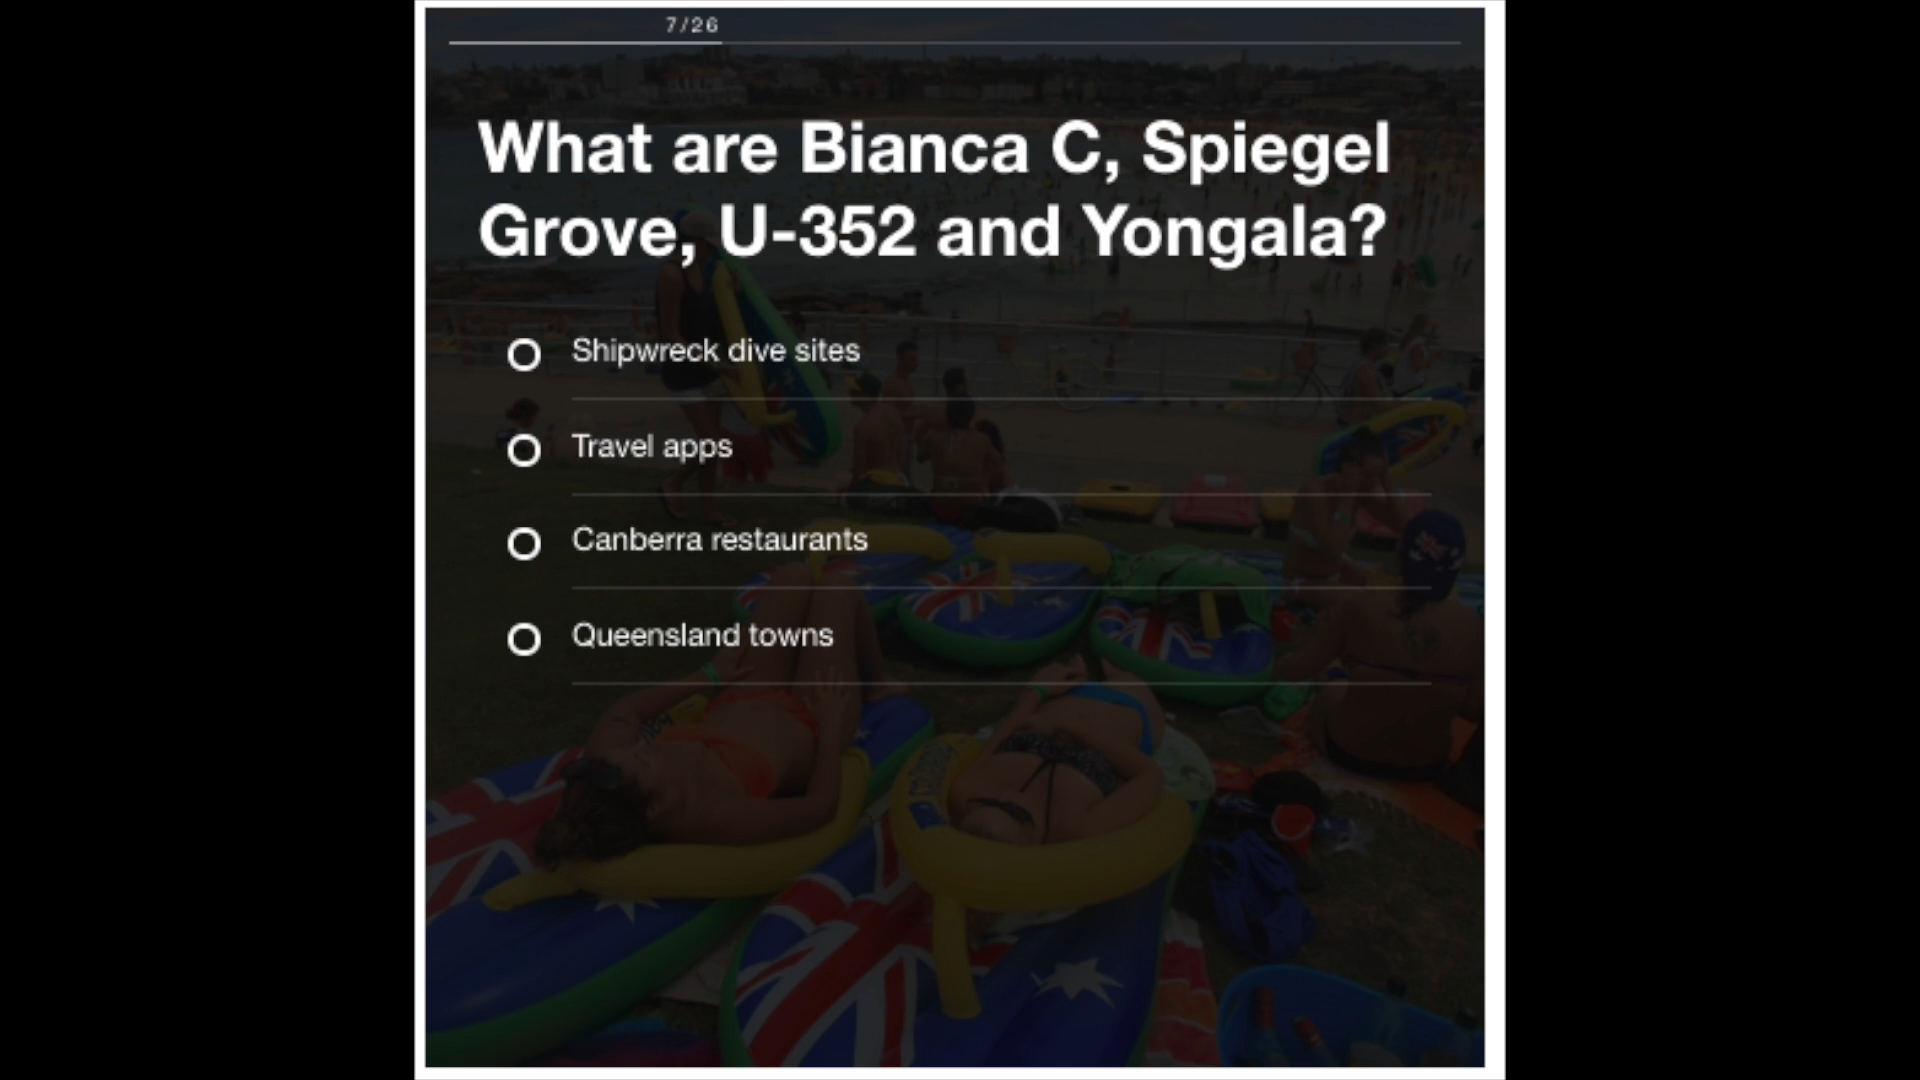 7/26
What are Bianca C, Spiegel
Grove, U-352 and Yongala?
Shipwreck dive sites
Travel apps
Canberra restaurants
Queensland towns